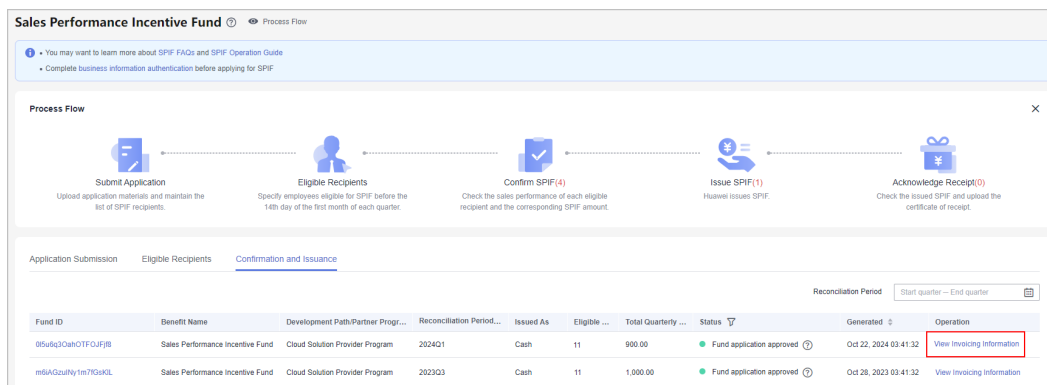 Sales Performance Incentive Fund ? Process Flow
• You may want to learn more about SPIF FAQs and SPIF Operation Guide
• Complete business information authentication before applying for SPIF
Process Flow
Submit Application
Upload application materials and maintain the
list of SPIF recipients.
Eligible Recipients
Specify employees eligible for SPIF before the
14th day of the first month of each quarter.
Confirm SPIF(4)
Check the sales performance of each eligible
recipient and the corresponding SPIF amount.
Issue SPIF(1)
Huawei issues SPIF.
Acknowledge Receipt(0)
Check the issued SPIF and upload the
certificate of receipt.
Application Submission Eligible Recipients Confirmation and Issuance
Reconciliation Period Start quarter – End quarter
Fund ID Benefit Name Development Path/Partner Progr... Reconciliation Period... Issued As Eligible ... Total Quarterly ... Status Generated Operation
0I5u6q3OahOTFOJFjf8 Sales Performance Incentive Fund Cloud Solution Provider Program 2024Q1 Cash 11 900.00 Fund application approved ? Oct 22, 2024 03:41:32 View Invoicing Information
m6iAGzuINy1m7fGsKIL Sales Performance Incentive Fund Cloud Solution Provider Program 2023Q3 Cash 11 1,000.00 Fund application approved ? Oct 28, 2023 03:41:32 View Invoicing Information